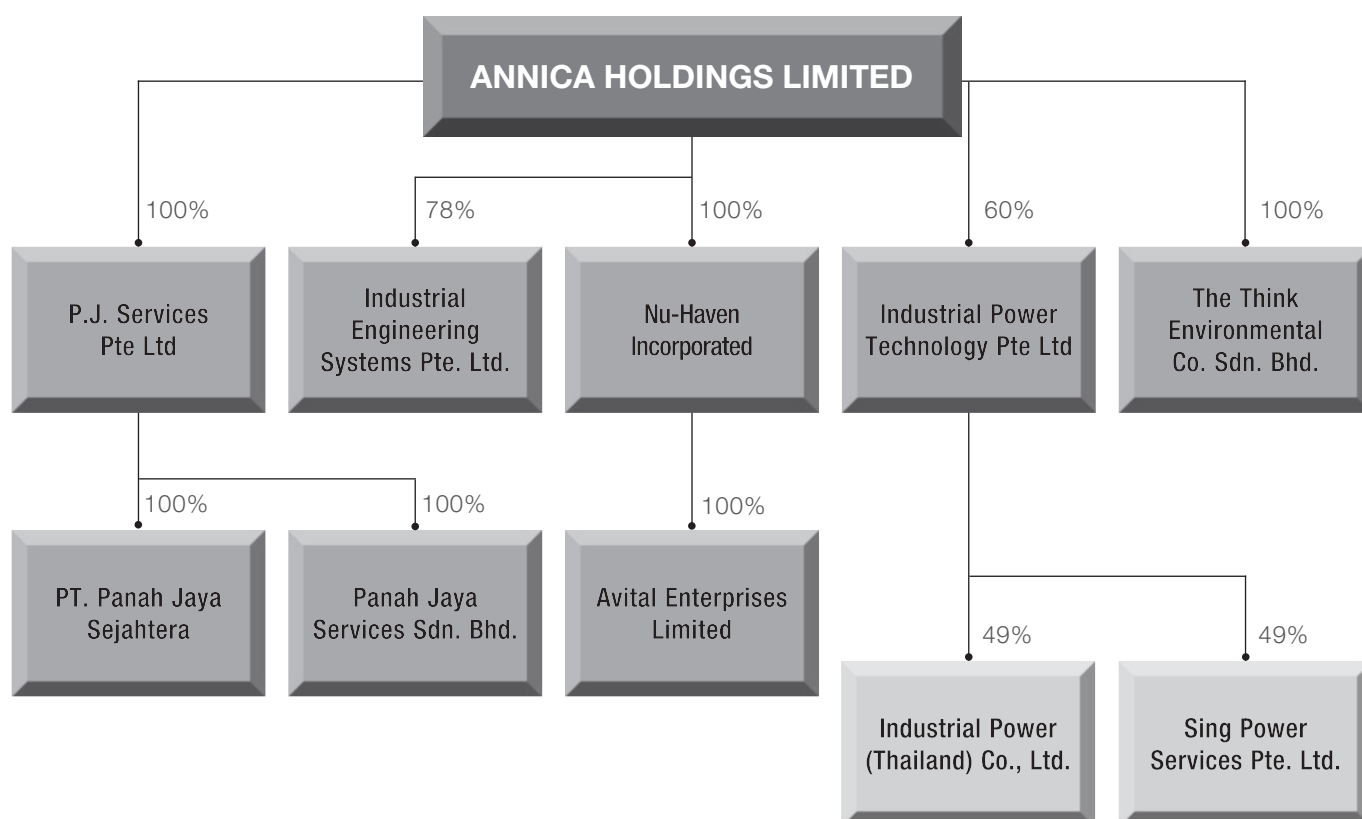 ANNICA HOLDINGS LIMITED
100%
78%
100%
60%
100%
P.J. Services
Pte Ltd
Industrial
Engineering
Systems Pte. Ltd.
Nu-Haven
Incorporated
Industrial Power
Technology Pte Ltd
The Think
Environmental
Co. Sdn. Bhd.
100%
100%
100%
PT. Panah Jaya
Sejahtera
Panah Jaya
Services Sdn. Bhd.
Avital Enterprises
Limited
49%
49%
Industrial Power
(Thailand) Co., Ltd.
Sing Power
Services Pte. Ltd.